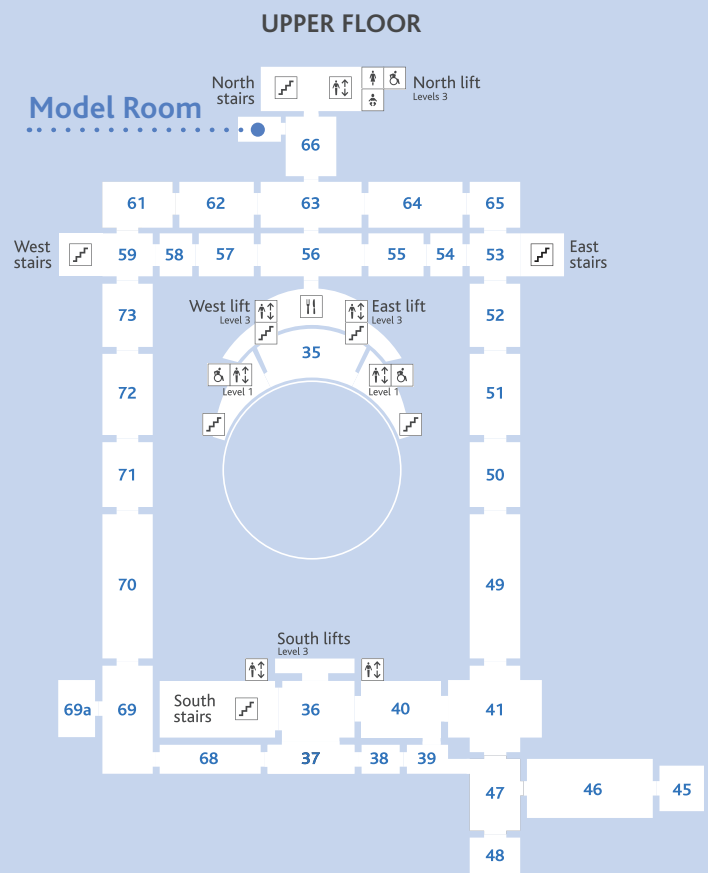 UPPER FLOOR
North
stairs
North lift
Levels 3
Model Room
66
61
62
63
64
65
West
stairs
59
58
57
56
55
54
53
East
stairs
73
West lift
Level 3
East lift
Level 3
52
35
72
Level 1
Level 1
51
71
50
70
49
South lifts
Level 3
69a
69
South
stairs
36
40
41
68
37
38
39
47
46
45
48